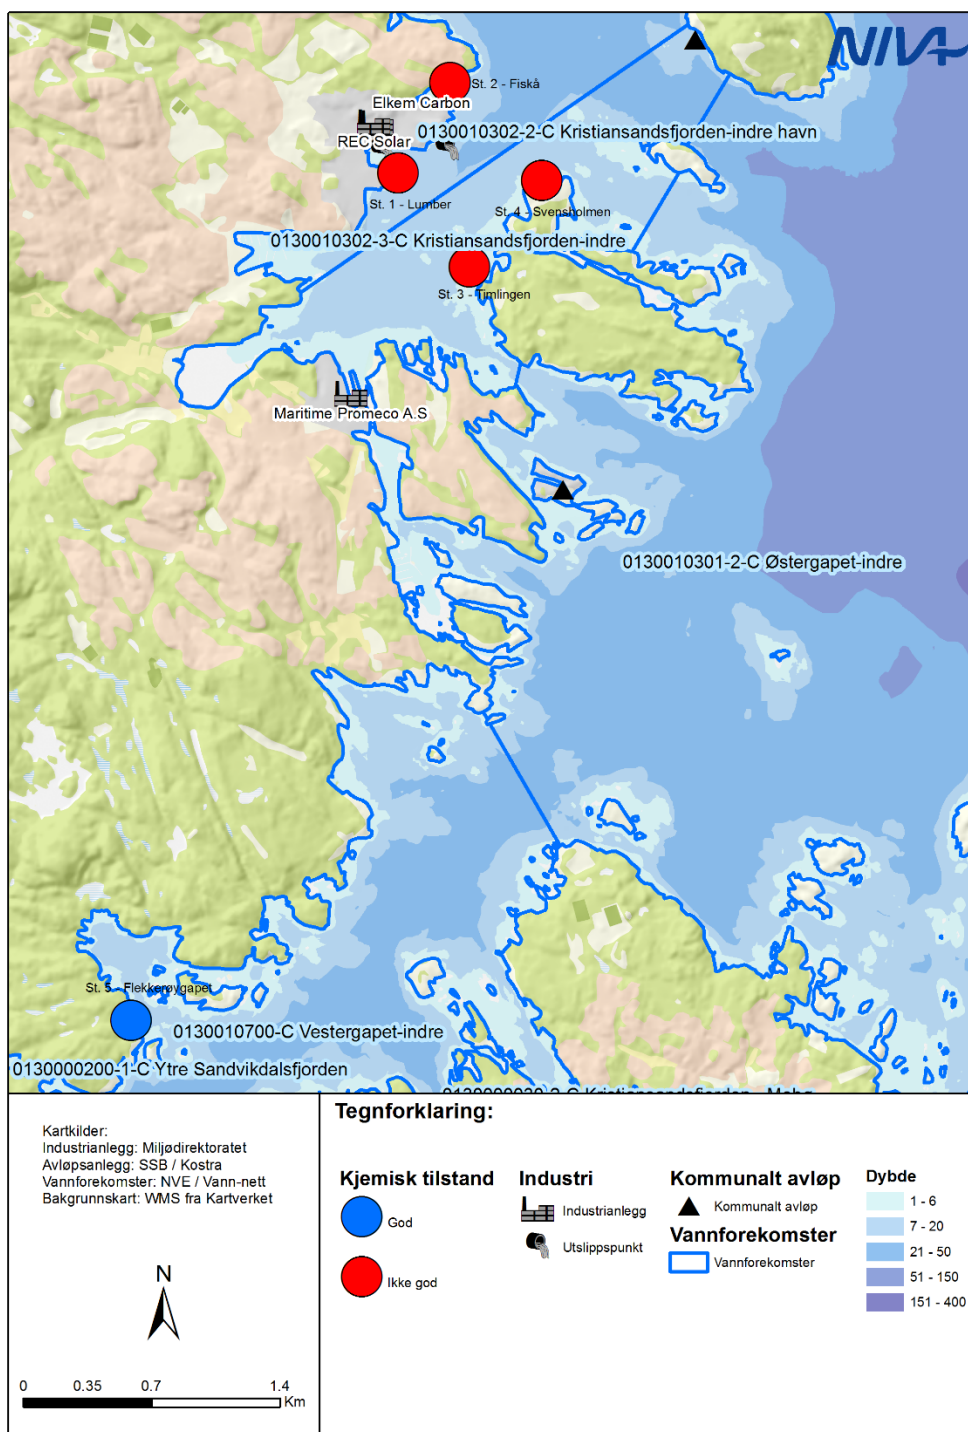 NIVA
St. 2 - Fiskå
Elkem Carbon
REC Solar
0130010302-2-C Kristiansandsfjorden-indre havn
St. 1 - Lumber
St. 4 - Svensholmen
0130010302-3-C Kristiansandsfjorden-indre
St. 3 - Timlingen
Maritime Promeco A.S
0130010301-2-C Østergapet-indre
St. 5 - Flekkerøygapet
0130010700-C Vestergapet-indre
0130000200-1-C Ytre Sandvikdalsfjorden
Kristiansandsfjorden
Kartkilder:
Industrianlegg: Miljødirektoratet
Avløpsanlegg: SSB / Kostra
Vannforekomster: NVE / Vann-nett
Bakgrunnskart: WMS fra Kartverket
N
0 0.35 0.7 1.4
Km
Tegnforklaring:
Kjemisk tilstand
God
Ikke god
Industri
Industrianlegg
Utslippspunkt
Kommunalt avløp
Kommunalt avløp
Vannforekomster
Vannforekomster
Dybde
1 - 6
7 - 20
21 - 50
51 - 150
151 - 400